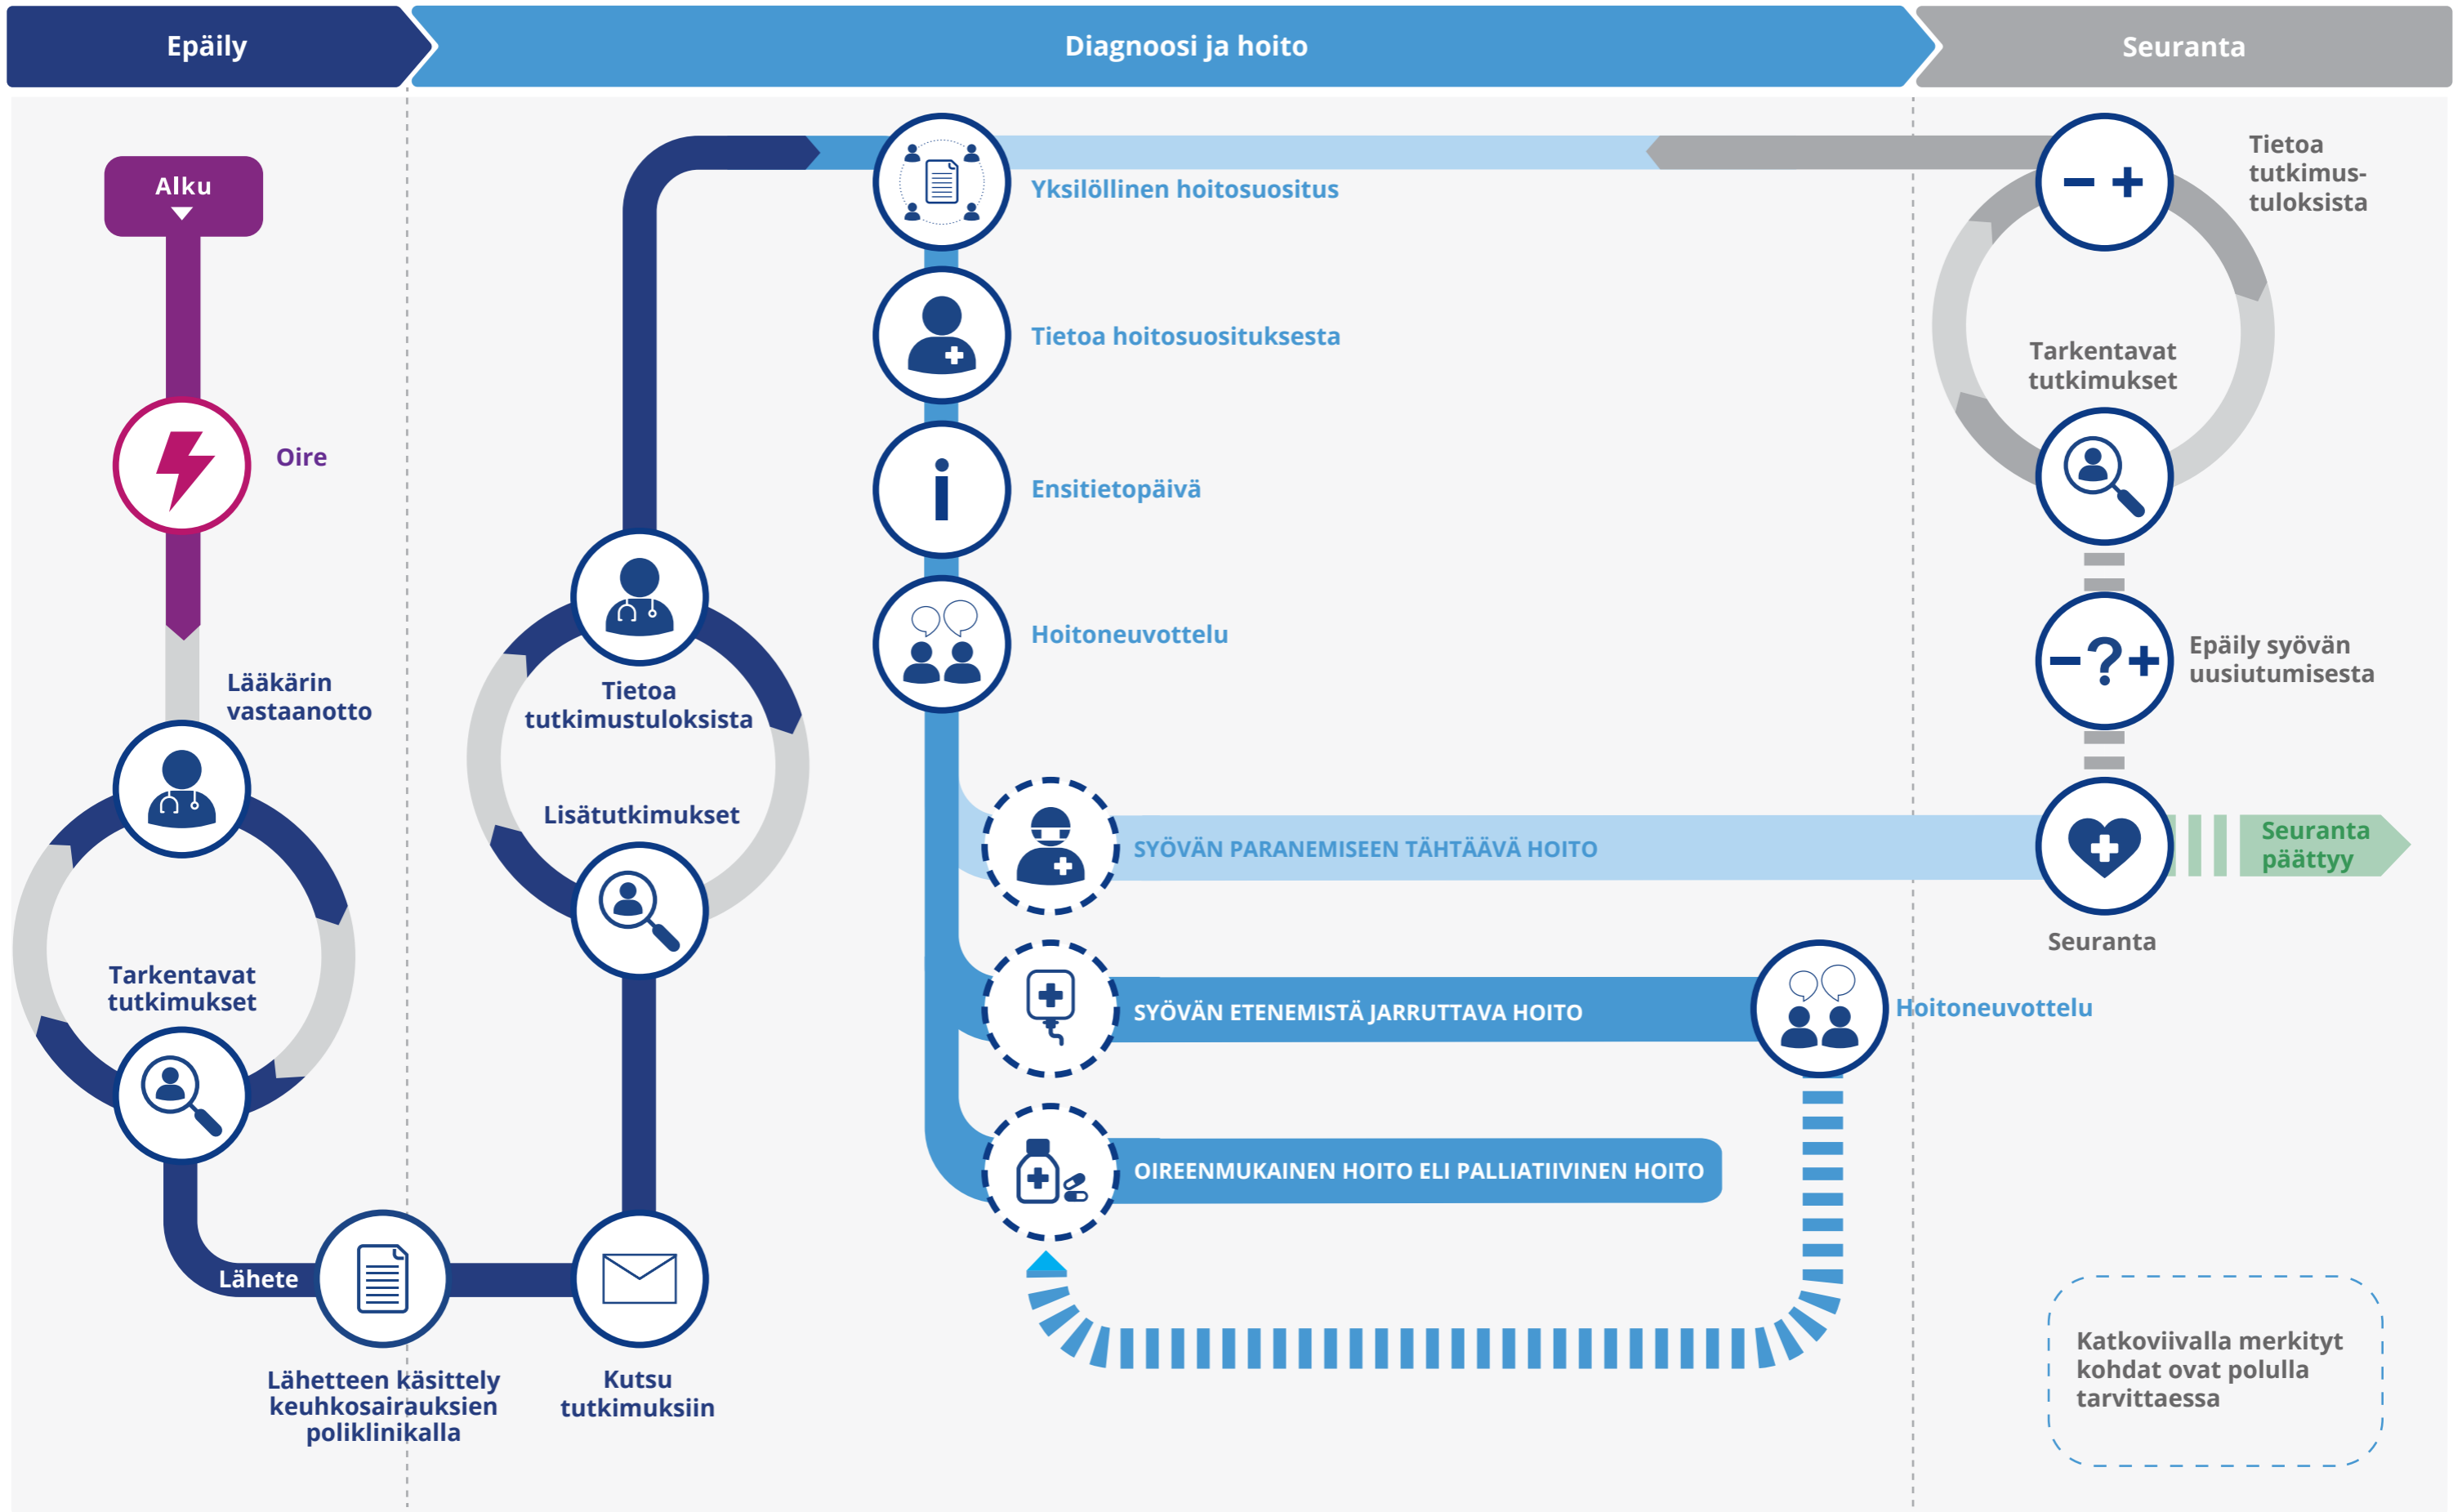 Epäily
Diagnoosi ja hoito
Seuranta
Alku
Oire
Lääkärin
vastaanotto
Tarkentavat
tutkimukset
Lähete
Lähetteen käsittely
keuhkosairauksien
poliklinikalla
Kutsu
tutkimuksiin
Tietoa
tutkimustuloksista
Lisätutkimukset
Yksilöllinen hoitosuositus
Tietoa hoitosuosituksesta
i
Ensitietopäivä
Hoitoneuvottelu
SYÖVÄN PARANEMISEEN TÄHTÄÄVÄ HOITO
SYÖVÄN ETENEMISTÄ JARRUTTAVA HOITO
Hoitoneuvottelu
OIREENMUKAINEN HOITO ELI PALLIATIIVINEN HOITO
− +
Tietoa
tutkimus-
tuloksista
Tarkentavat
tutkimukset
−?+
Epäily syövän
uusiutumisesta
Seuranta
päättyy
Seuranta
Katkoviivalla merkityt
kohdat ovat polulla
tarvittaessa